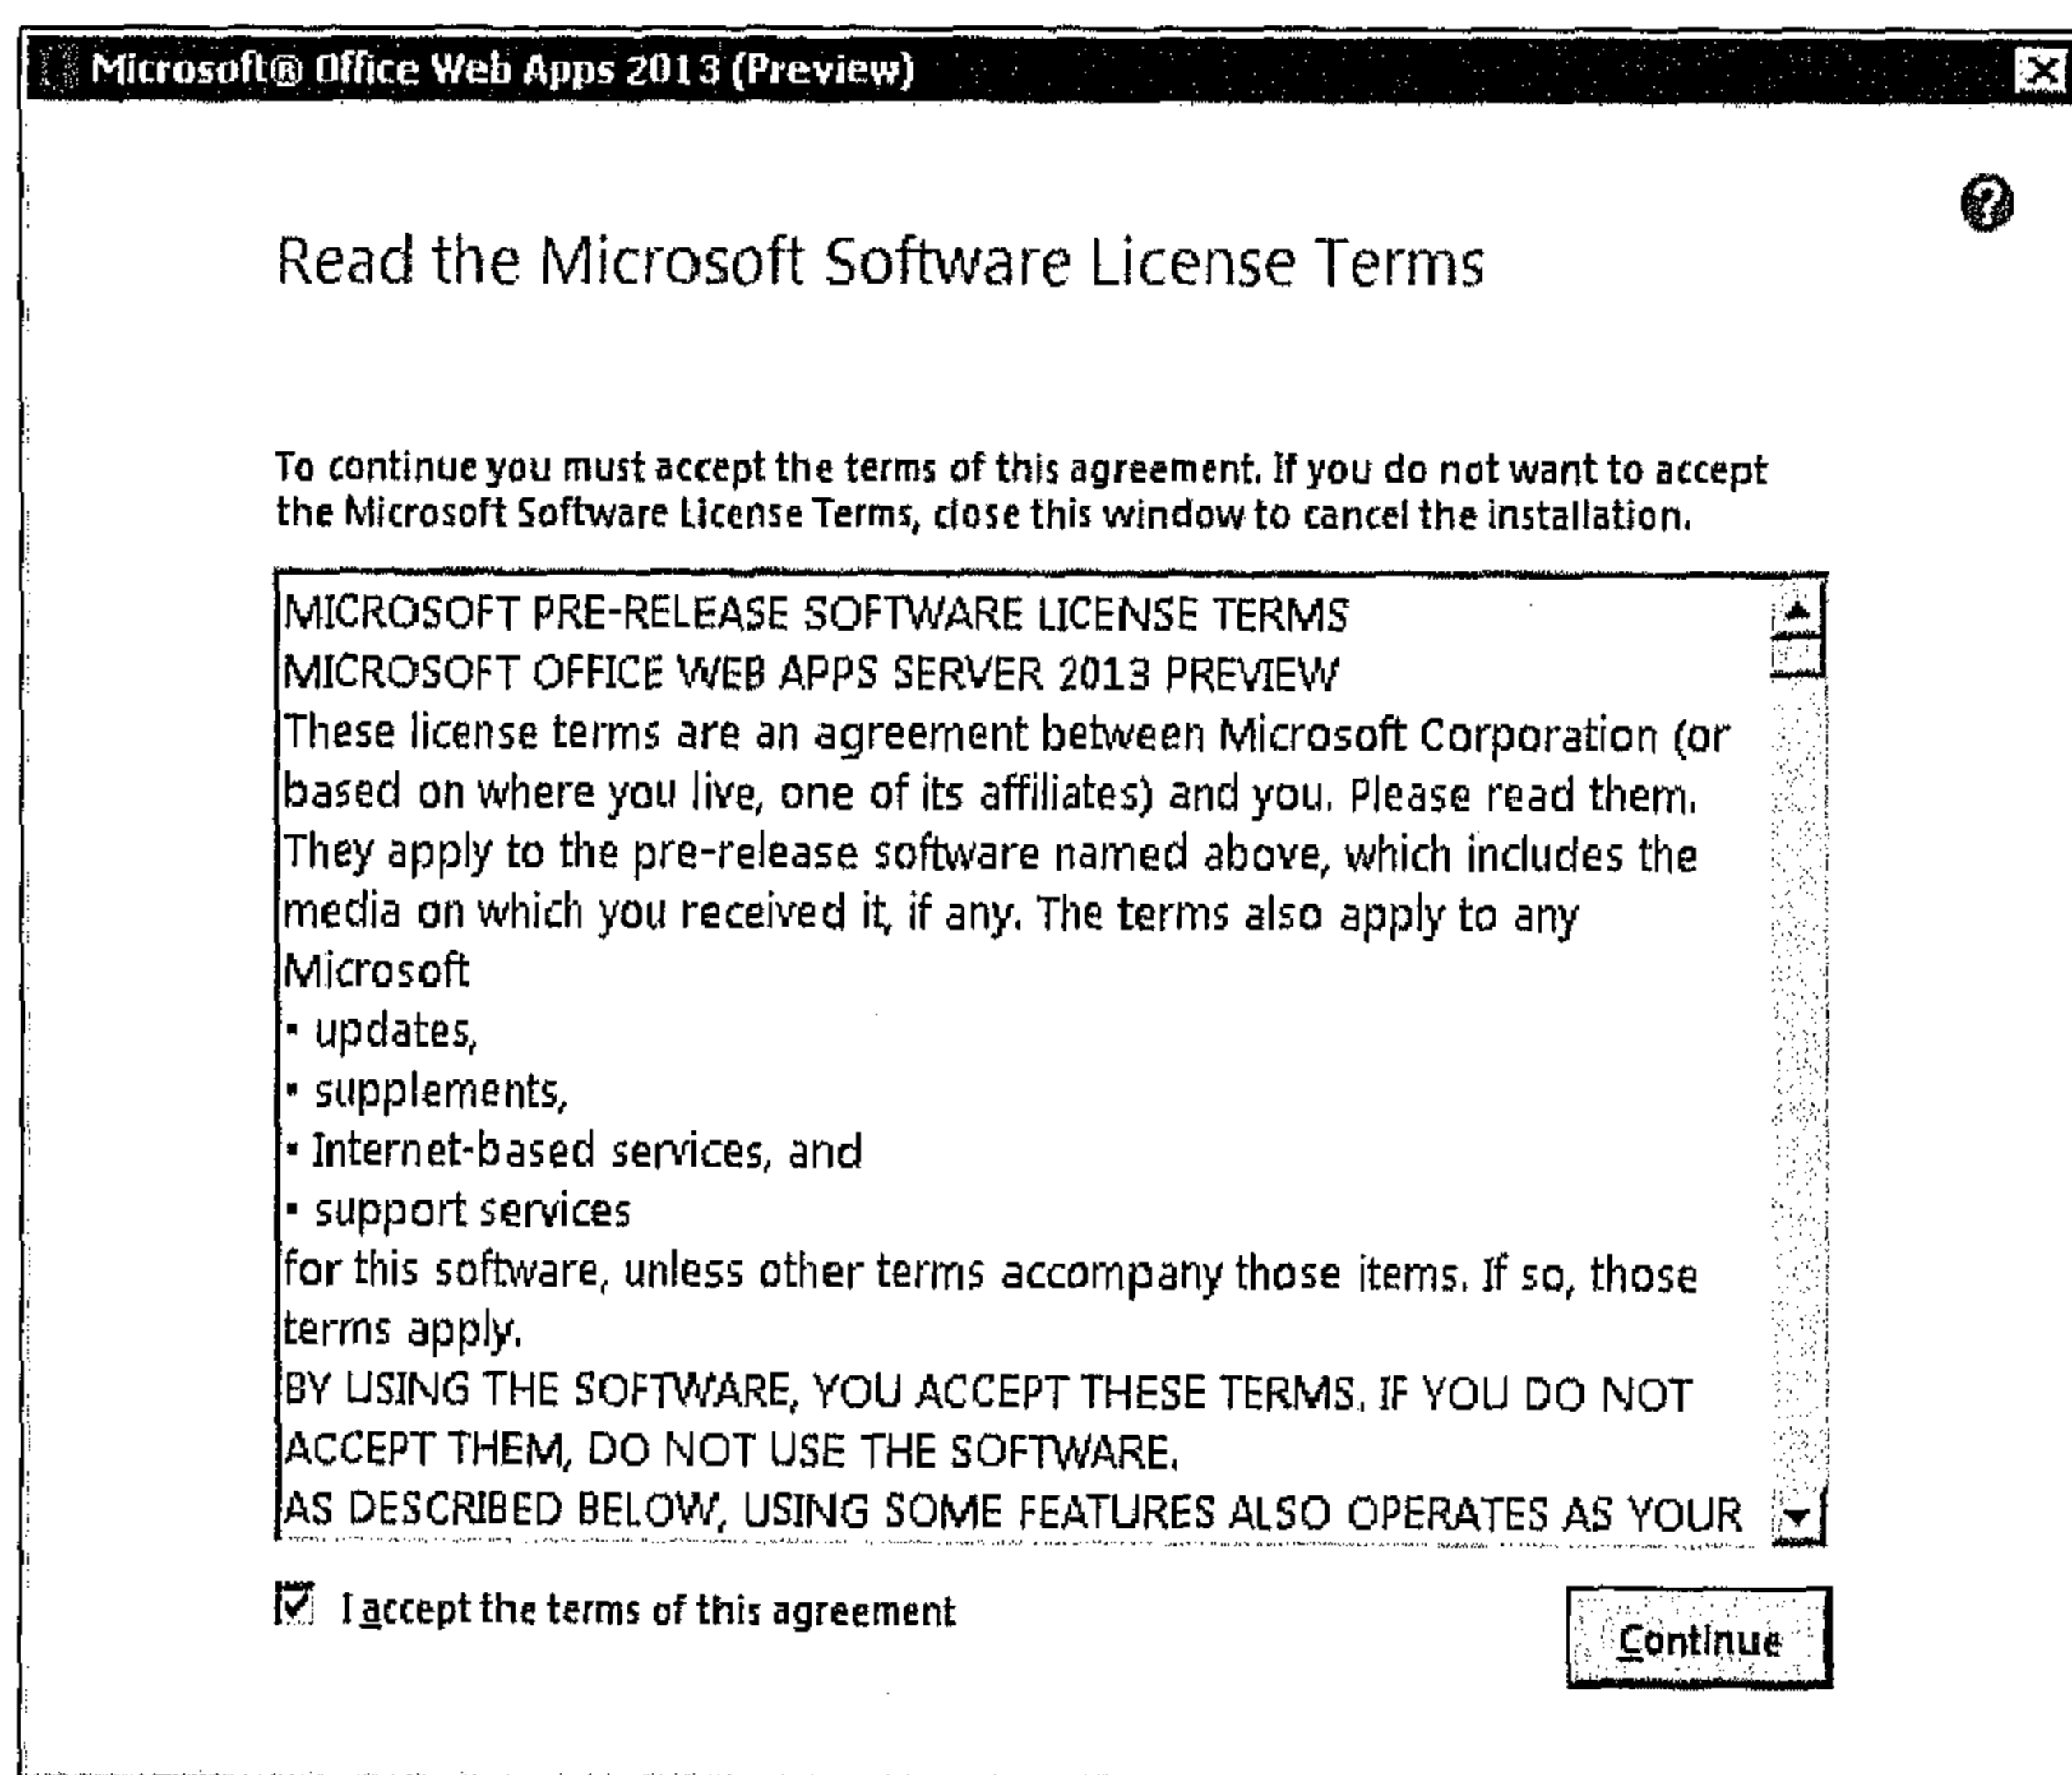 Microsoft® Office Web Apps 2013 (Preview)
Read the Microsoft Software License Terms
To continue you must accept the terms of this agreement. If you do not want to accept
the Microsoft Software License Terms, close this window to cancel the installation.
MICROSOFT PRE-RELEASE SOFTWARE LICENSE TERMS
MICROSOFT OFFICE WEB APPS SERVER 2013 PREVIEW
These license terms are an agreement between Microsoft Corporation (or
based on where you live, one of its affiliates) and you. Please read them.
They apply to the pre-release software named above, which includes the
media on which you received it, if any. The terms also apply to any
Microsoft
▪ updates,
▪ supplements,
▪ Internet-based services, and
▪ support services
for this software, unless other terms accompany those items. If so, those
terms apply.
BY USING THE SOFTWARE, YOU ACCEPT THESE TERMS. IF YOU DO NOT
ACCEPT THEM, DO NOT USE THE SOFTWARE.
AS DESCRIBED BELOW, USING SOME FEATURES ALSO OPERATES AS YOUR
I accept the terms of this agreement
Continue